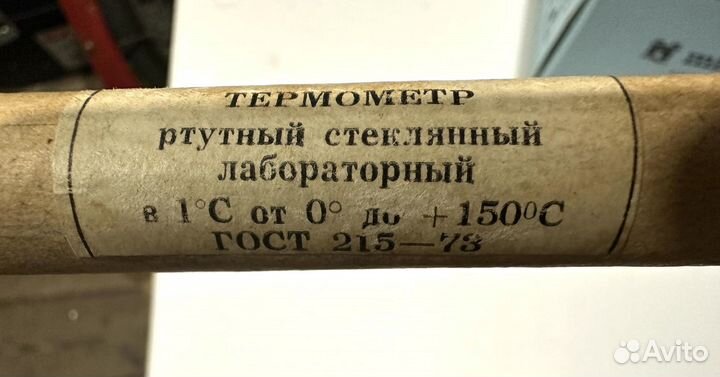 ТЕРМОМЕТР
ртутный стеклянный
лабораторный
в 1°С от 0° до +150°С
ГОСТ 215—73
Avito